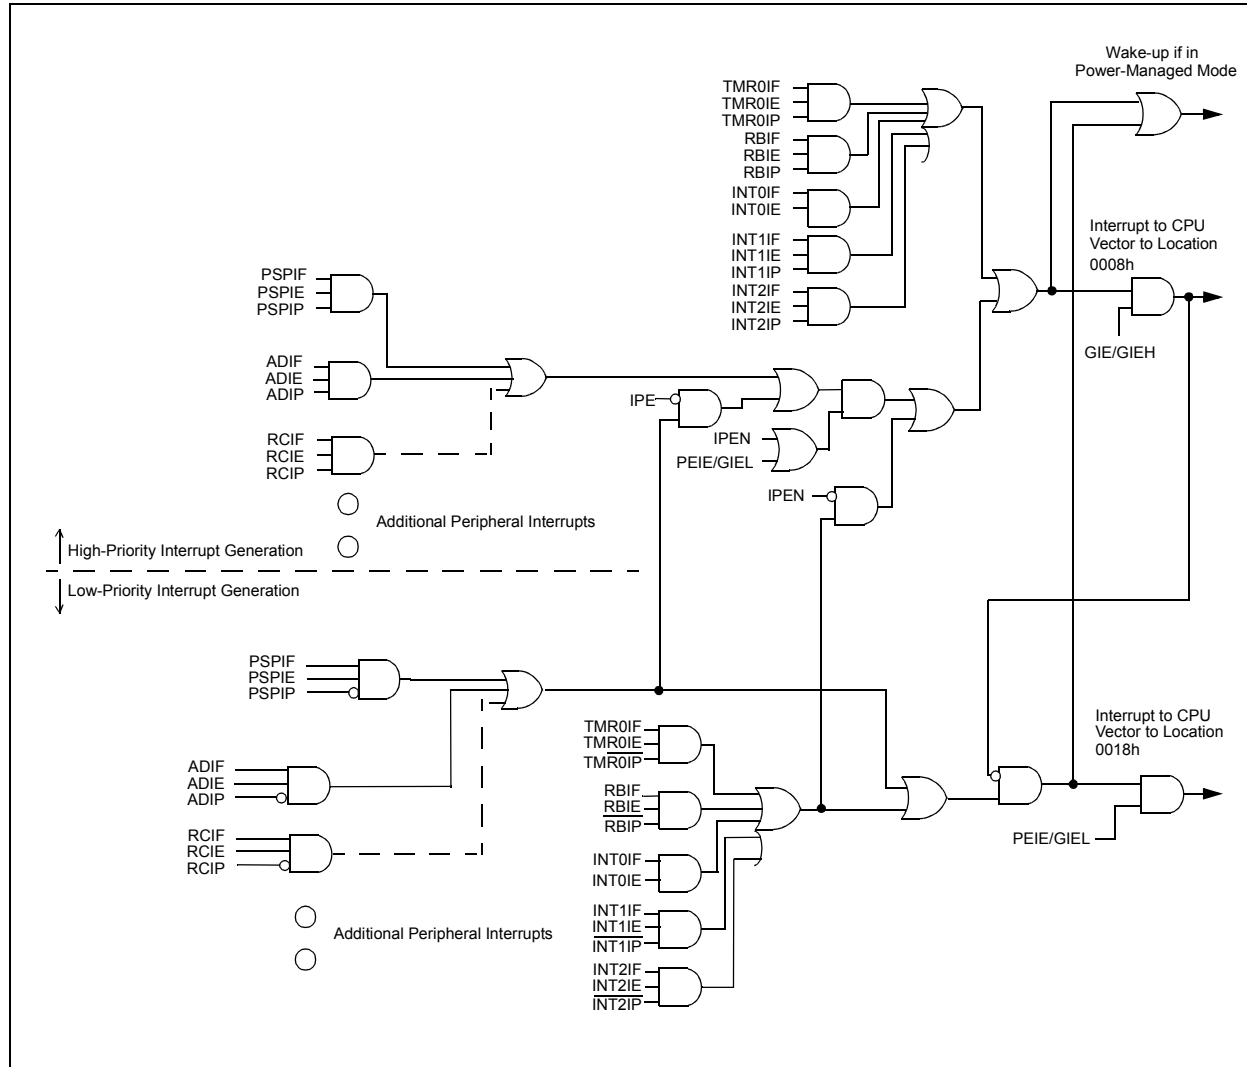 Wake-up if in
Power-Managed Mode
TMR0IF
TMR0IE
TMR0IP
RBIF
RBIE
RBIP
INT0IF
INT0IE
INT1IF
INT1IE
INT1IP
INT2IF
INT2IE
INT2IP
Interrupt to CPU
Vector to Location
0008h
GIE/GIEH
PSPIF
PSPIE
PSPIP
ADIF
ADIE
ADIP
RCIF
RCIE
RCIP
IPE
IPEN
PEIE/GIEL
IPEN
Additional Peripheral Interrupts
High-Priority Interrupt Generation
Low-Priority Interrupt Generation
PSPIF
PSPIE
PSPIP
ADIF
ADIE
ADIP
RCIF
RCIE
RCIP
Additional Peripheral Interrupts
TMR0IF
TMR0IE
TMR0IP
RBIF
RBIE
RBIP
INT0IF
INT0IE
INT1IF
INT1IE
INT1IP
INT2IF
INT2IE
INT2IP
Interrupt to CPU
Vector to Location
0018h
PEIE/GIEL